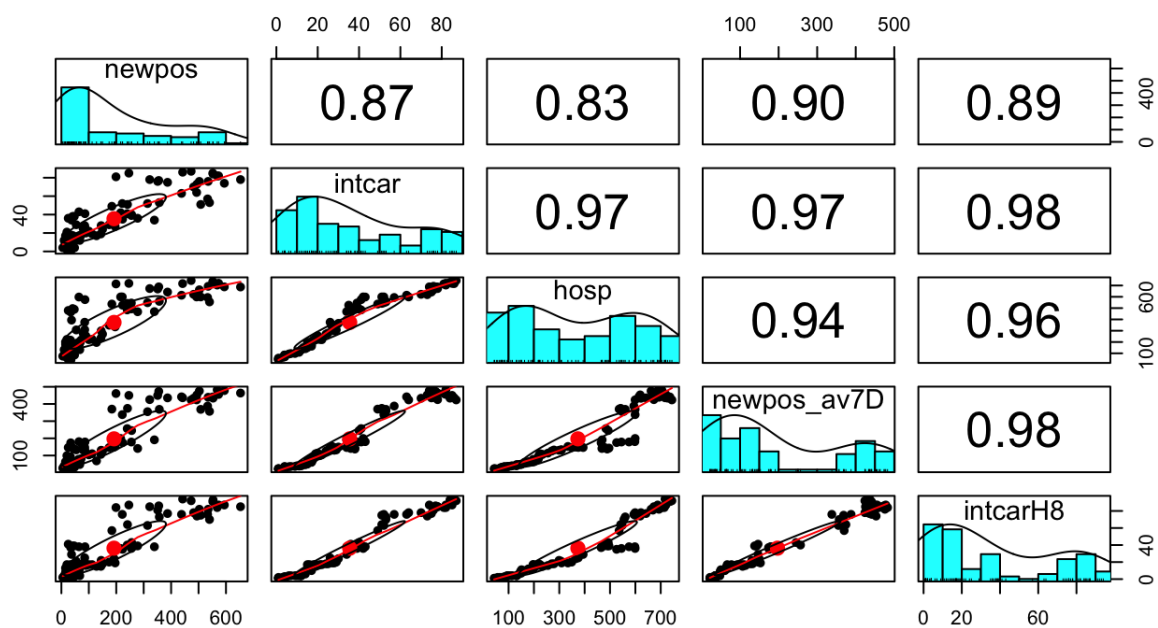 0 20 40 60 80 100 300 500
newpos 0.87 0.83 0.90 0.89 0 400
0 40 intcar 0.97 0.97 0.98
hosp 0.94 0.96 100 600
100 400 newpos_av7D 0.98
intcarH8 0 40
0 200 400 600 100 300 500 700 0 20 60